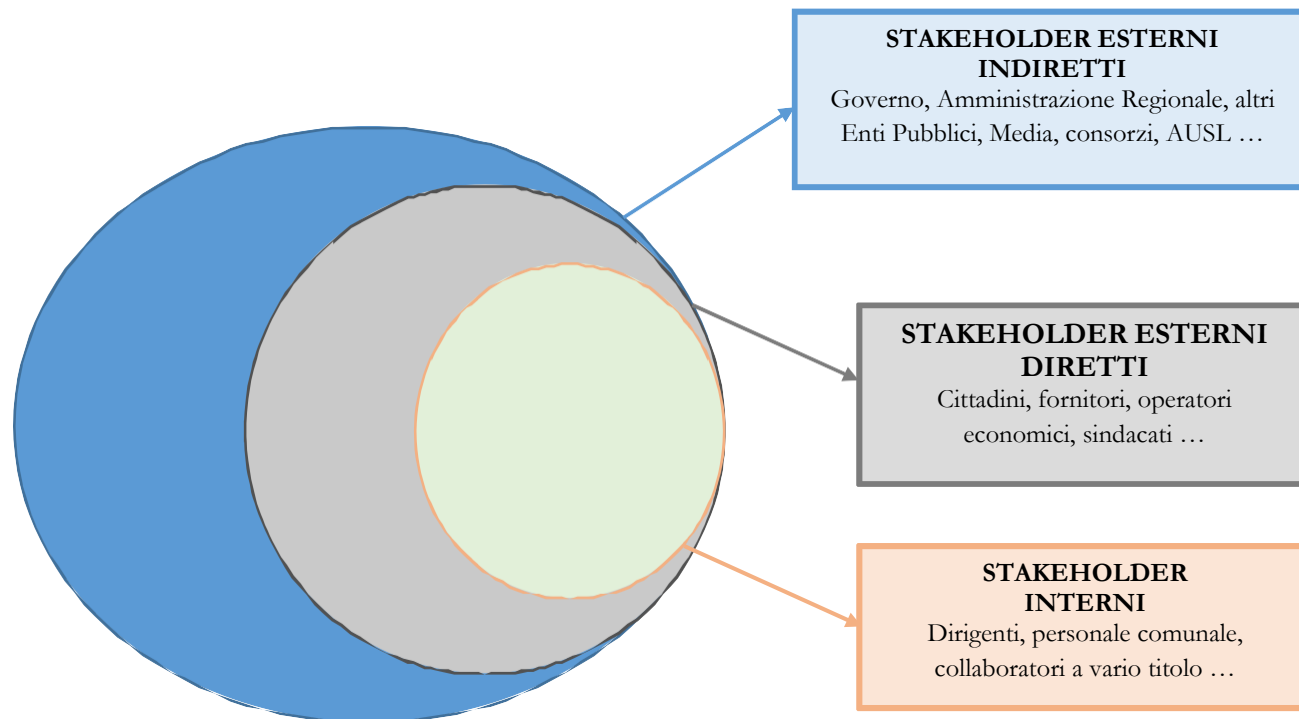 STAKEHOLDER ESTERNI
INDIRETTI
Governo, Amministrazione Regionale, altri
Enti Pubblici, Media, consorzi, AUSL …
STAKEHOLDER ESTERNI
DIRETTI
Cittadini, fornitori, operatori
economici, sindacati …
STAKEHOLDER
INTERNI
Dirigenti, personale comunale,
collaboratori a vario titolo …